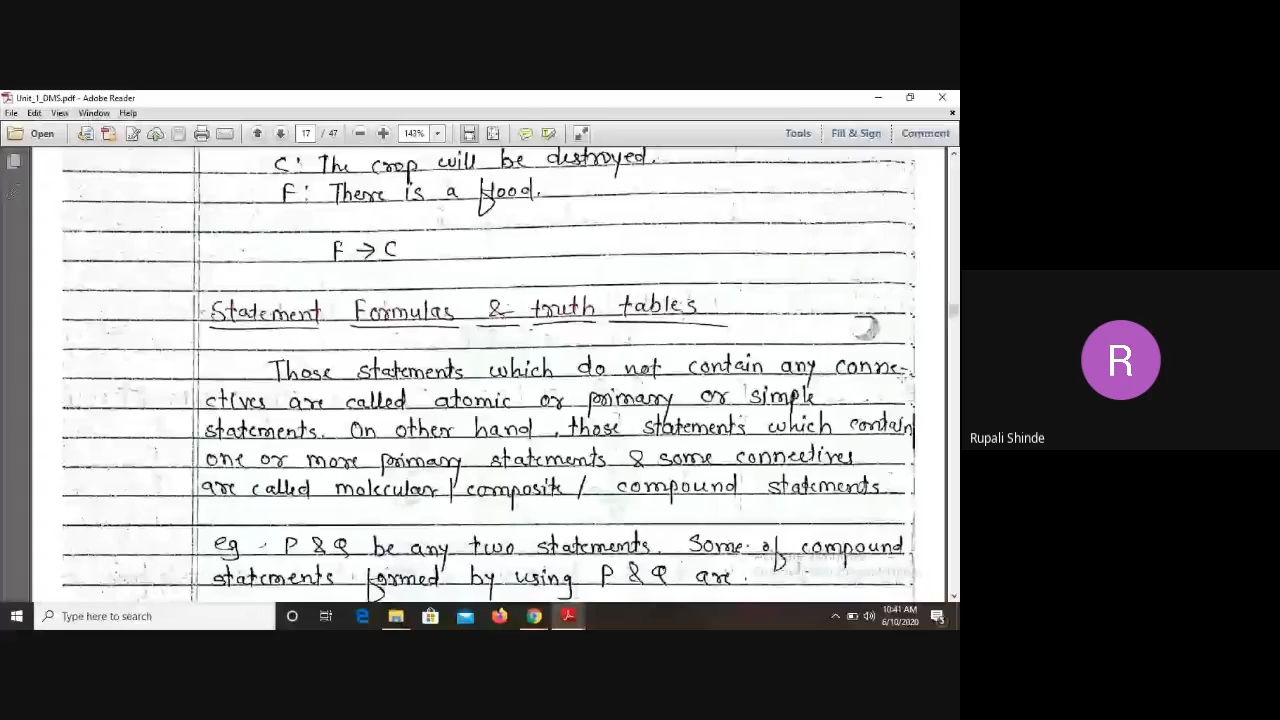 Unit_1_DMS.pdf - Adobe Reader
File Edit View Window Help
Open 17 / 47 143% Tools Fill & Sign Comment
C: The crop will be destroyed.
F: There is a flood.
F → C
Statement Formulas & truth tables
Those statements which do not contain any conne-
ctives are called atomic or primary or simple
statements. On other hand, those statements which contain
one or more primary statements & some connectives
are called molecular / composite / compound statements
eg. P & Q be any two statements. Some of compound
statements formed by using P & Q are.
R
Rupali Shinde
Type here to search
10:41 AM
6/10/2020